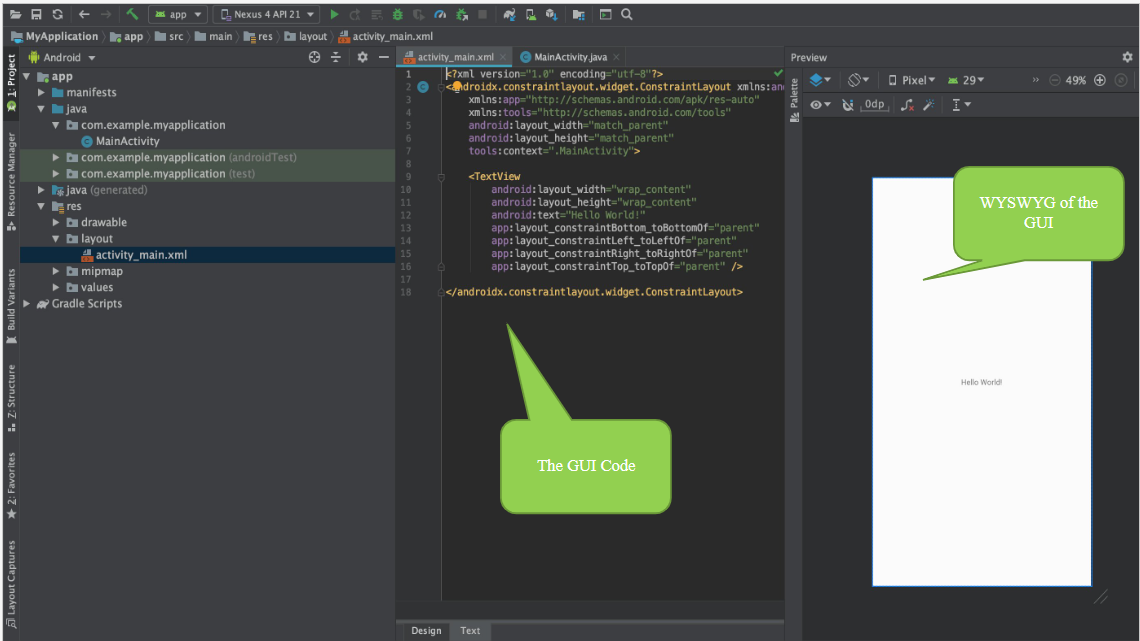 app
Nexus 4 API 21
MyApplication
app
src
main
res
layout
activity_main.xml
1: Project
Resource Manager
Build Variants
Z: Structure
2: Favorites
Layout Captures
Android
app
manifests
java
com.example.myapplication
MainActivity
com.example.myapplication (androidTest)
com.example.myapplication (test)
java (generated)
res
drawable
layout
activity_main.xml
mipmap
values
Gradle Scripts
activity_main.xml
MainActivity.java
1 <?xml version="1.0" encoding="utf-8"?>
2 <androidx.constraintlayout.widget.ConstraintLayout xmlns:and
3 xmlns:app="http://schemas.android.com/apk/res-auto"
4 xmlns:tools="http://schemas.android.com/tools"
5 android:layout_width="match_parent"
6 android:layout_height="match_parent"
7 tools:context=".MainActivity">
8
9 <TextView
10 android:layout_width="wrap_content"
11 android:layout_height="wrap_content"
12 android:text="Hello World!"
13 app:layout_constraintBottom_toBottomOf="parent"
14 app:layout_constraintLeft_toLeftOf="parent"
15 app:layout_constraintRight_toRightOf="parent"
16 app:layout_constraintTop_toTopOf="parent" />
17
18 </androidx.constraintlayout.widget.ConstraintLayout>
The GUI Code
Design
Text
Preview
Palette
Pixel
29
49%
0dp
WYSWYG of the
GUI
Hello World!